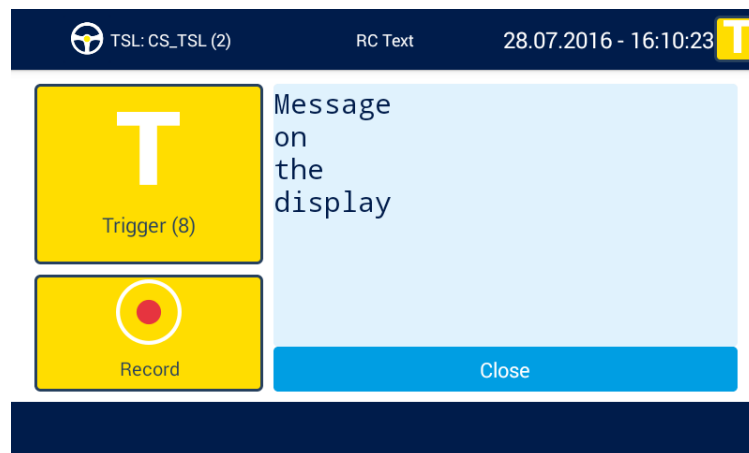 TSL: CS_TSL (2)
RC Text
28.07.2016 - 16:10:23
T
T
Trigger (8)
Record
Message
on
the
display
Close